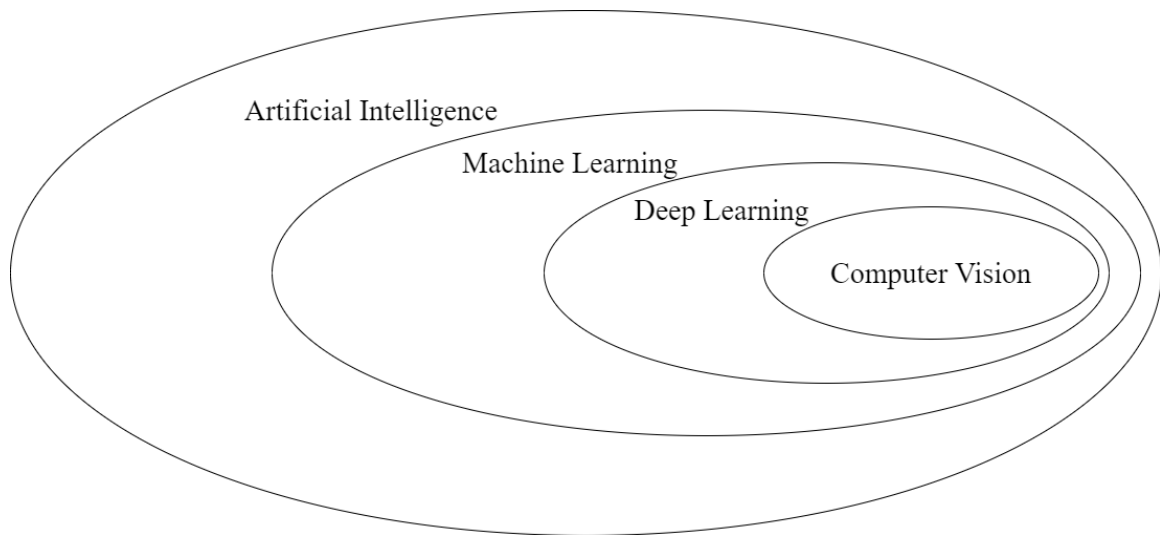 Artificial Intelligence
Machine Learning
Deep Learning
Computer Vision